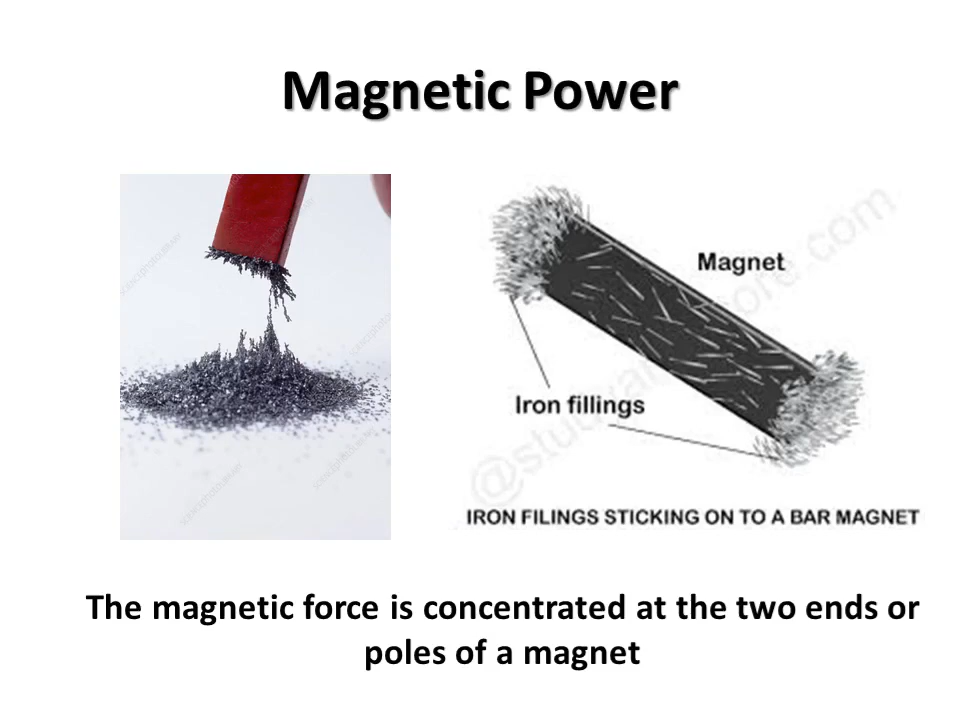 Magnetic Power
Magnet
Iron fillings
IRON FILINGS STICKING ON TO A BAR MAGNET
The magnetic force is concentrated at the two ends or
poles of a magnet